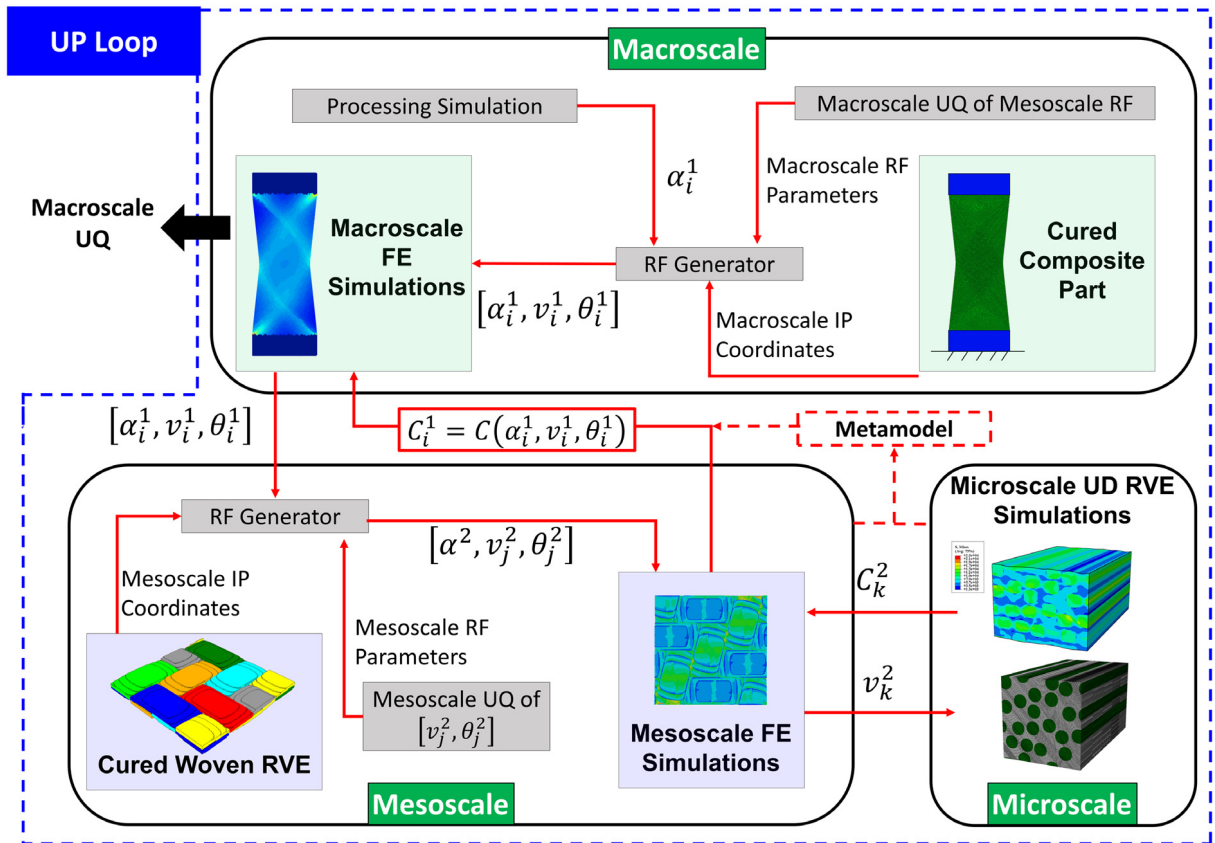 UP Loop
Macroscale
Processing Simulation
Macroscale UQ of Mesoscale RF
α_i^1
Macroscale RF
Parameters
Macroscale
UQ
Macroscale
FE
Simulations
RF Generator
Cured
Composite
Part
[α_i^1, v_i^1, θ_i^1]
Macroscale IP
Coordinates
[α_i^1, v_i^1, θ_i^1]
C_i^1 = C(α_i^1, v_i^1, θ_i^1)
Metamodel
RF Generator
[α^2, v_j^2, θ_j^2]
Mesoscale IP
Coordinates
Mesoscale RF
Parameters
Mesoscale UQ of
[v_j^2, θ_j^2]
Cured Woven RVE
Mesoscale FE
Simulations
Mesoscale
Microscale UD RVE
Simulations
C_k^2
v_k^2
Microscale